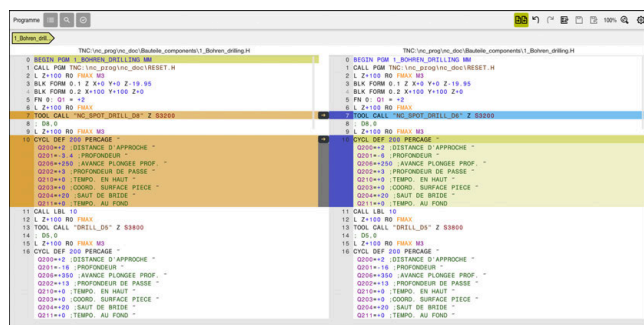 Programme
100%
1_Bohren_dril...
TNC:\nc_prog\nc_doc\Bauteile_components\1_Bohren_drilling.H
0 BEGIN PGM 1_BOHREN_DRILLING MM
1 CALL PGM TNC:\nc_prog\nc_doc\RESET.H
2 L Z+100 R0 FMAX M3
3 BLK FORM 0.1 Z X+0 Y+0 Z-19.95
4 BLK FORM 0.2 X+100 Y+100 Z+0
5 FN 0: Q1 = +2
6 L Z+100 R0 FMAX
7 TOOL CALL "NC_SPOT_DRILL_D8" Z S3200
8 ; D8,0
9 L Z+100 R0 FMAX M3
10 CYCL DEF 200 PERCAGE ~
Q200=+2 ;DISTANCE D'APPROCHE ~
Q201=-3.4 ;PROFONDEUR ~
Q206=+250 ;AVANCE PLONGEE PROF. ~
Q202=+3 ;PROFONDEUR DE PASSE ~
Q210=+0 ;TEMPO. EN HAUT ~
Q203=+0 ;COORD. SURFACE PIECE ~
Q204=+20 ;SAUT DE BRIDE ~
Q211=+0 ;TEMPO. AU FOND
11 CALL LBL 10
12 L Z+100 R0 FMAX
13 TOOL CALL "DRILL_D5" Z S3800
14 ; D5,0
15 L Z+100 R0 FMAX M3
16 CYCL DEF 200 PERCAGE ~
Q200=+2 ;DISTANCE D'APPROCHE ~
Q201=-16 ;PROFONDEUR ~
Q206=+350 ;AVANCE PLONGEE PROF. ~
Q202=+13 ;PROFONDEUR DE PASSE ~
Q210=+0 ;TEMPO. EN HAUT ~
Q203=+0 ;COORD. SURFACE PIECE ~
Q204=+20 ;SAUT DE BRIDE ~
Q211=+0 ;TEMPO. AU FOND
TNC:\nc_prog\nc_doc\Bauteile_components\1_Bohren_drilling.H
0 BEGIN PGM 1_BOHREN_DRILLING MM
1 CALL PGM TNC:\nc_prog\nc_doc\RESET.H
2 L Z+100 R0 FMAX M3
3 BLK FORM 0.1 Z X+0 Y+0 Z-19.95
4 BLK FORM 0.2 X+100 Y+100 Z+0
5 FN 0: Q1 = +2
6 L Z+100 R0 FMAX
7 TOOL CALL "NC_SPOT_DRILL_D6" Z S3200
8 ; D8,0
9 L Z+100 R0 FMAX M3
10 CYCL DEF 200 PERCAGE ~
Q200=+2 ;DISTANCE D'APPROCHE ~
Q201=-6 ;PROFONDEUR ~
Q206=+250 ;AVANCE PLONGEE PROF. ~
Q202=+3 ;PROFONDEUR DE PASSE ~
Q210=+0 ;TEMPO. EN HAUT ~
Q203=+0 ;COORD. SURFACE PIECE ~
Q204=+20 ;SAUT DE BRIDE ~
Q211=+0 ;TEMPO. AU FOND
11 CALL LBL 10
12 L Z+100 R0 FMAX
13 TOOL CALL "DRILL_D5" Z S3800
14 ; D5,0
15 L Z+100 R0 FMAX M3
16 CYCL DEF 200 PERCAGE ~
Q200=+2 ;DISTANCE D'APPROCHE ~
Q201=-16 ;PROFONDEUR ~
Q206=+350 ;AVANCE PLONGEE PROF. ~
Q202=+13 ;PROFONDEUR DE PASSE ~
Q210=+0 ;TEMPO. EN HAUT ~
Q203=+0 ;COORD. SURFACE PIECE ~
Q204=+20 ;SAUT DE BRIDE ~
Q211=+0 ;TEMPO. AU FOND